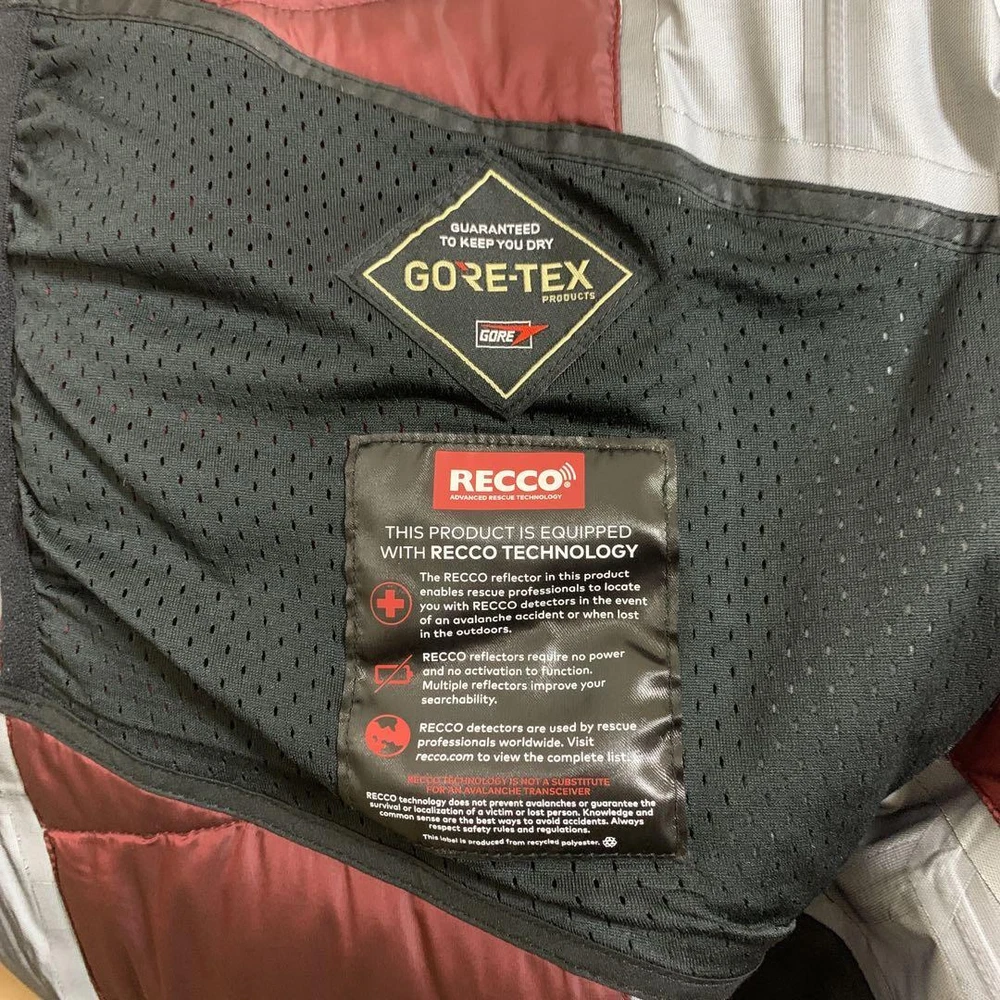 GUARANTEED
TO KEEP YOU DRY
GORE-TEX
PRODUCTS
GORE
RECCO®
ADVANCED RESCUE TECHNOLOGY
THIS PRODUCT IS EQUIPPED
WITH RECCO TECHNOLOGY
The RECCO reflector in this product
enables rescue professionals to locate
you with RECCO detectors in the event
of an avalanche accident or when lost
in the outdoors.
RECCO reflectors require no power
and no activation to function.
Multiple reflectors improve your
searchability.
RECCO detectors are used by rescue
professionals worldwide. Visit
recco.com to view the complete list.
RECCO TECHNOLOGY IS NOT A SUBSTITUTE
FOR AN AVALANCHE TRANSCEIVER
RECCO technology does not prevent avalanches or guarantee the
survival or localization of a victim or lost person. Knowledge and
common sense are the best ways to avoid accidents. Always
respect safety rules and regulations.
This label is produced from recycled polyester.